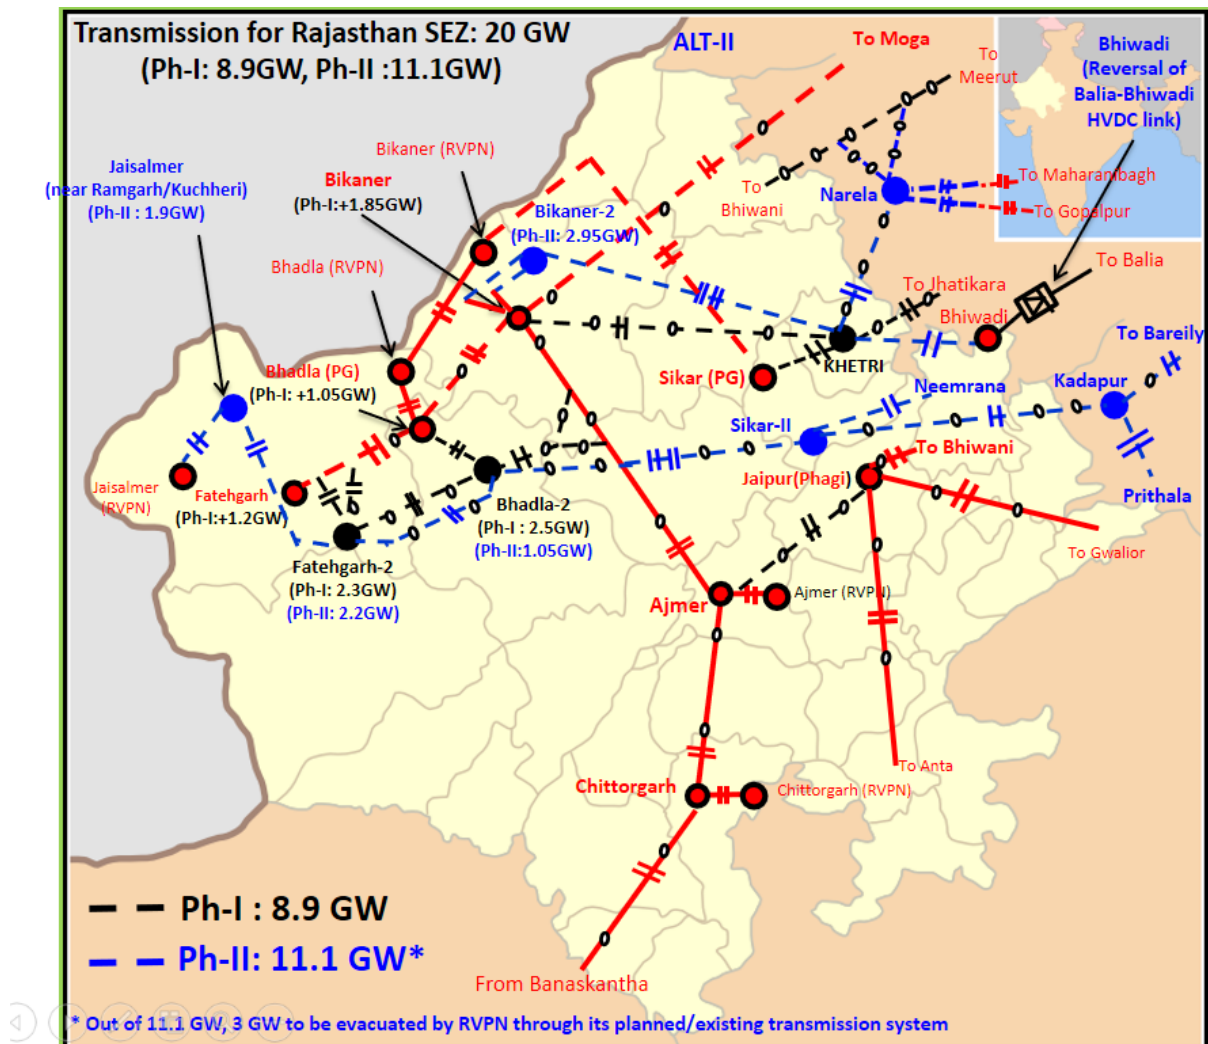 Transmission for Rajasthan SEZ: 20 GW
(Ph-I: 8.9GW, Ph-II :11.1GW)
ALT-II
To Moga
To
Meerut
Bhiwadi
(Reversal of
Balia-Bhiwadi
HVDC link)
Jaisalmer
(near Ramgarh/Kuchheri)
(Ph-II : 1.9GW)
Bikaner (RVPN)
Bikaner
(Ph-I:+1.85GW)
Bikaner-2
(Ph-II: 2.95GW)
To
Bhiwani
Narela
To Maharanibagh
To Gopalpur
Bhadla (RVPN)
To Jhatikara
Bhiwadi
To Balia
To Bareily
Bhadla (PG)
(Ph-I: +1.05GW)
Sikar (PG)
KHETRI
Neemrana
Kadapur
Sikar-II
To Bhiwani
Jaisalmer
(RVPN)
Fatehgarh
(Ph-I:+1.2GW)
Jaipur(Phagi)
Prithala
Bhadla-2
(Ph-I : 2.5GW)
(Ph-II:1.05GW)
To Gwalior
Fatehgarh-2
(Ph-I: 2.3GW)
(Ph-II: 2.2GW)
Ajmer
Ajmer (RVPN)
To Anta
Chittorgarh
Chittorgarh (RVPN)
Ph-I : 8.9 GW
Ph-II: 11.1 GW*
From Banaskantha
* Out of 11.1 GW, 3 GW to be evacuated by RVPN through its planned/existing transmission system